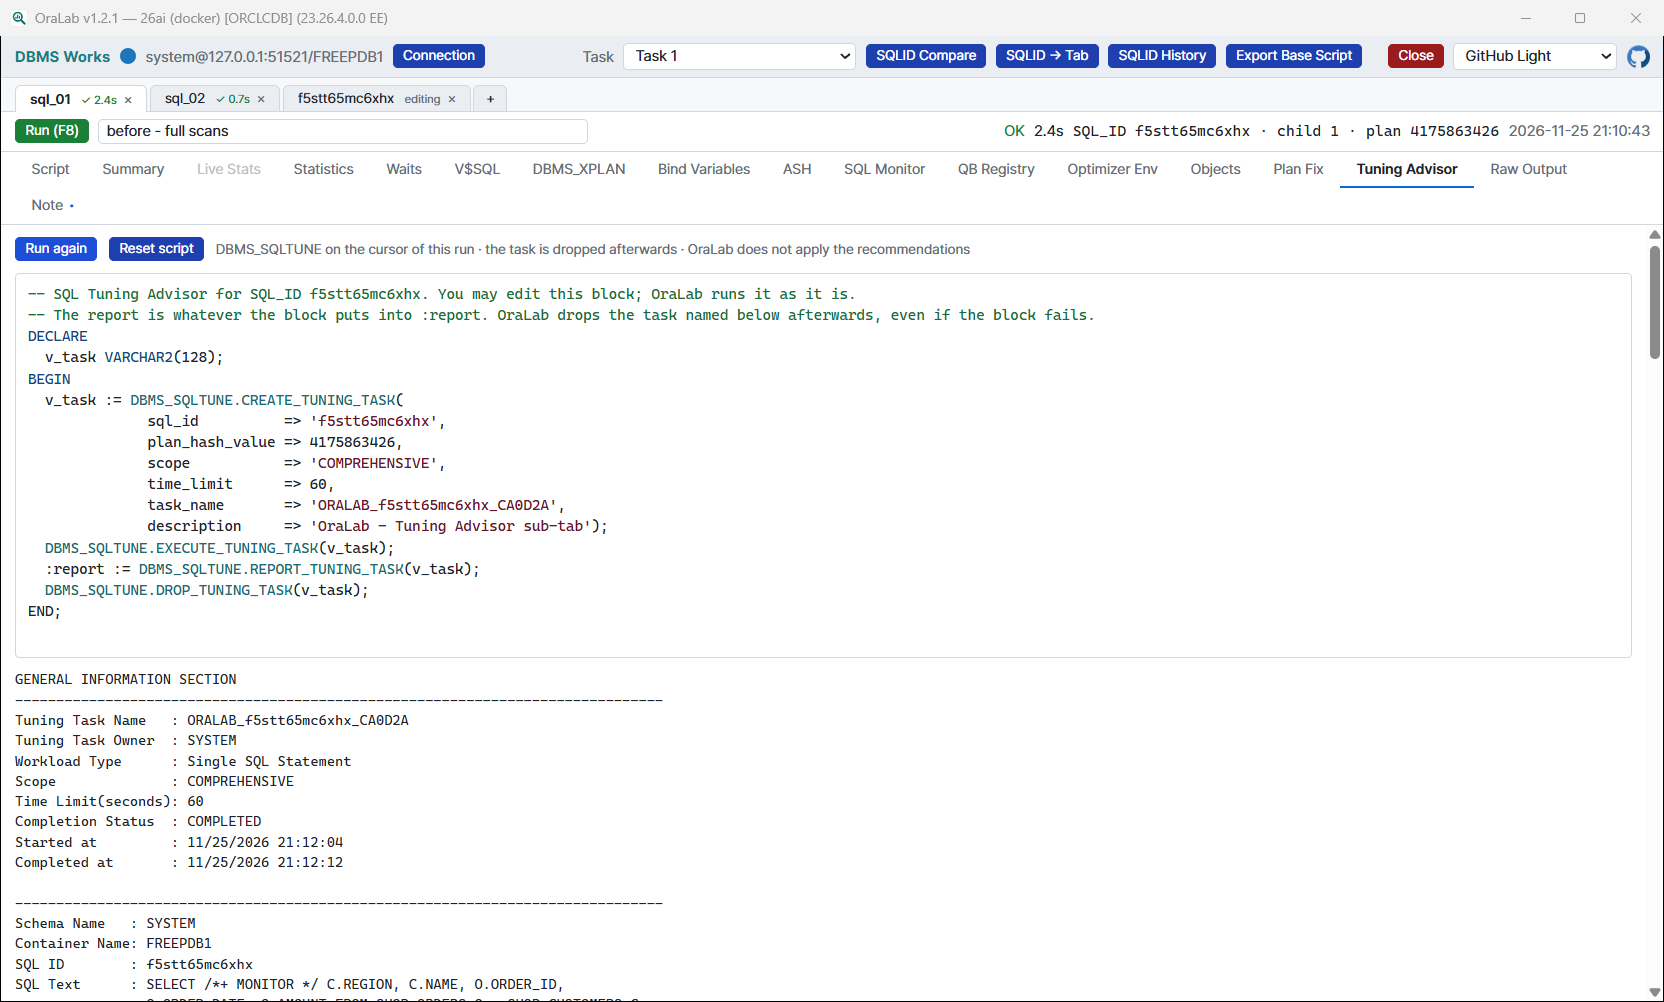 OraLab v1.2.1 — 26ai (docker) [ORCLCDB] (23.26.4.0.0 EE)
DBMS Works system@127.0.0.1:51521/FREEPDB1 Connection Task Task 1 SQLID Compare SQLID → Tab SQLID History Export Base Script Close GitHub Light
sql_01 ✓ 2.4s × sql_02 ✓ 0.7s × f5stt65mc6xhx editing × +
Run (F8) before - full scans OK 2.4s SQL_ID f5stt65mc6xhx · child 1 · plan 4175863426 2026-11-25 21:10:43
Script Summary Live Stats Statistics Waits V$SQL DBMS_XPLAN Bind Variables ASH SQL Monitor QB Registry Optimizer Env Objects Plan Fix Tuning Advisor Raw Output
Note •
Run again Reset script DBMS_SQLTUNE on the cursor of this run · the task is dropped afterwards · OraLab does not apply the recommendations
-- SQL Tuning Advisor for SQL_ID f5stt65mc6xhx. You may edit this block; OraLab runs it as it is.
-- The report is whatever the block puts into :report. OraLab drops the task named below afterwards, even if the block fails.
DECLARE
v_task VARCHAR2(128);
BEGIN
v_task := DBMS_SQLTUNE.CREATE_TUNING_TASK(
sql_id => 'f5stt65mc6xhx',
plan_hash_value => 4175863426,
scope => 'COMPREHENSIVE',
time_limit => 60,
task_name => 'ORALAB_f5stt65mc6xhx_CA0D2A',
description => 'OraLab - Tuning Advisor sub-tab');
DBMS_SQLTUNE.EXECUTE_TUNING_TASK(v_task);
:report := DBMS_SQLTUNE.REPORT_TUNING_TASK(v_task);
DBMS_SQLTUNE.DROP_TUNING_TASK(v_task);
END;
GENERAL INFORMATION SECTION
-------------------------------------------------------------------------------
Tuning Task Name : ORALAB_f5stt65mc6xhx_CA0D2A
Tuning Task Owner : SYSTEM
Workload Type : Single SQL Statement
Scope : COMPREHENSIVE
Time Limit(seconds): 60
Completion Status : COMPLETED
Started at : 11/25/2026 21:12:04
Completed at : 11/25/2026 21:12:12
-------------------------------------------------------------------------------
Schema Name : SYSTEM
Container Name: FREEPDB1
SQL ID : f5stt65mc6xhx
SQL Text : SELECT /*+ MONITOR */ C.REGION, C.NAME, O.ORDER_ID,